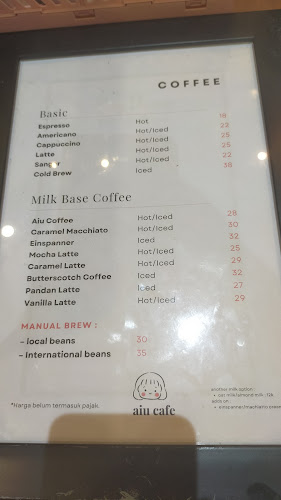 COFFEE
Basic
Espresso Hot 18
Americano Hot/Iced
Cappuccino Hot/Iced 25
Latte Hot/Iced 25
Hot/Iced 22
Cold Brew Iced 38
Milk Base Coffee
Aiu Coffee Hot/Iced 28
Caramel Macchiato Hot/Iced 30
Einspanner Iced 32
Mocha Latte Hot/Iced 25
Caramel Latte Hot/Iced 29
Butterscotch Coffee Iced 32
Pandan Latte Iced 27
Vanilla Latte Hot/Iced 29
MANUAL BREW :
- local beans 30
- International beans 35
aiu cafe
*Harga belum termasuk pajak
another milk option :